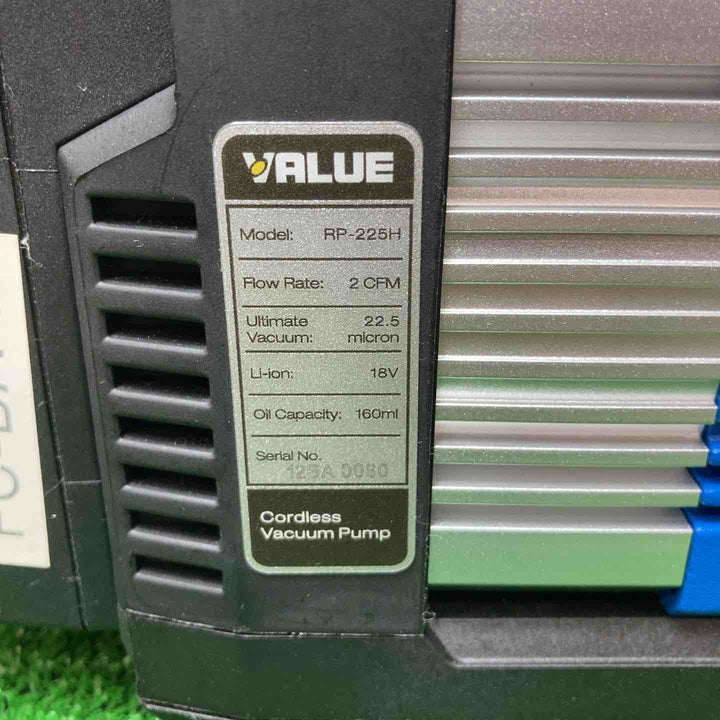 VALUE
Model: RP-225H
Flow Rate: 2 CFM
Ultimate 22.5
Vacuum: micron
Li-ion: 18V
Oil Capacity: 160ml
Serial No.
Cordless
Vacuum Pump